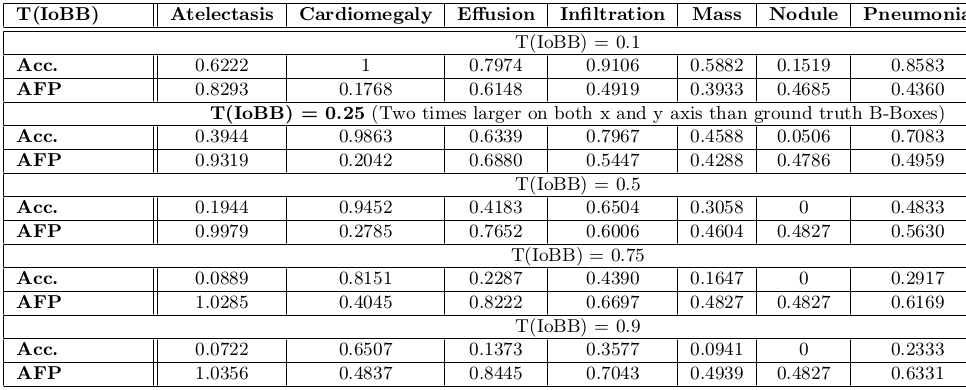 T(IoBB) Atelectasis Cardiomegaly Effusion Infiltration Mass Nodule Pneumonia
T(IoBB) = 0.1
Acc. 0.6222 1 0.7974 0.9106 0.5882 0.1519 0.8583
AFP 0.8293 0.1768 0.6148 0.4919 0.3933 0.4685 0.4360
T(IoBB) = 0.25 (Two times larger on both x and y axis than ground truth B-Boxes)
Acc. 0.3944 0.9863 0.6339 0.7967 0.4588 0.0506 0.7083
AFP 0.9319 0.2042 0.6880 0.5447 0.4288 0.4786 0.4959
T(IoBB) = 0.5
Acc. 0.1944 0.9452 0.4183 0.6504 0.3058 0 0.4833
AFP 0.9979 0.2785 0.7652 0.6006 0.4604 0.4827 0.5630
T(IoBB) = 0.75
Acc. 0.0889 0.8151 0.2287 0.4390 0.1647 0 0.2917
AFP 1.0285 0.4045 0.8222 0.6697 0.4827 0.4827 0.6169
T(IoBB) = 0.9
Acc. 0.0722 0.6507 0.1373 0.3577 0.0941 0 0.2333
AFP 1.0356 0.4837 0.8445 0.7043 0.4939 0.4827 0.6331